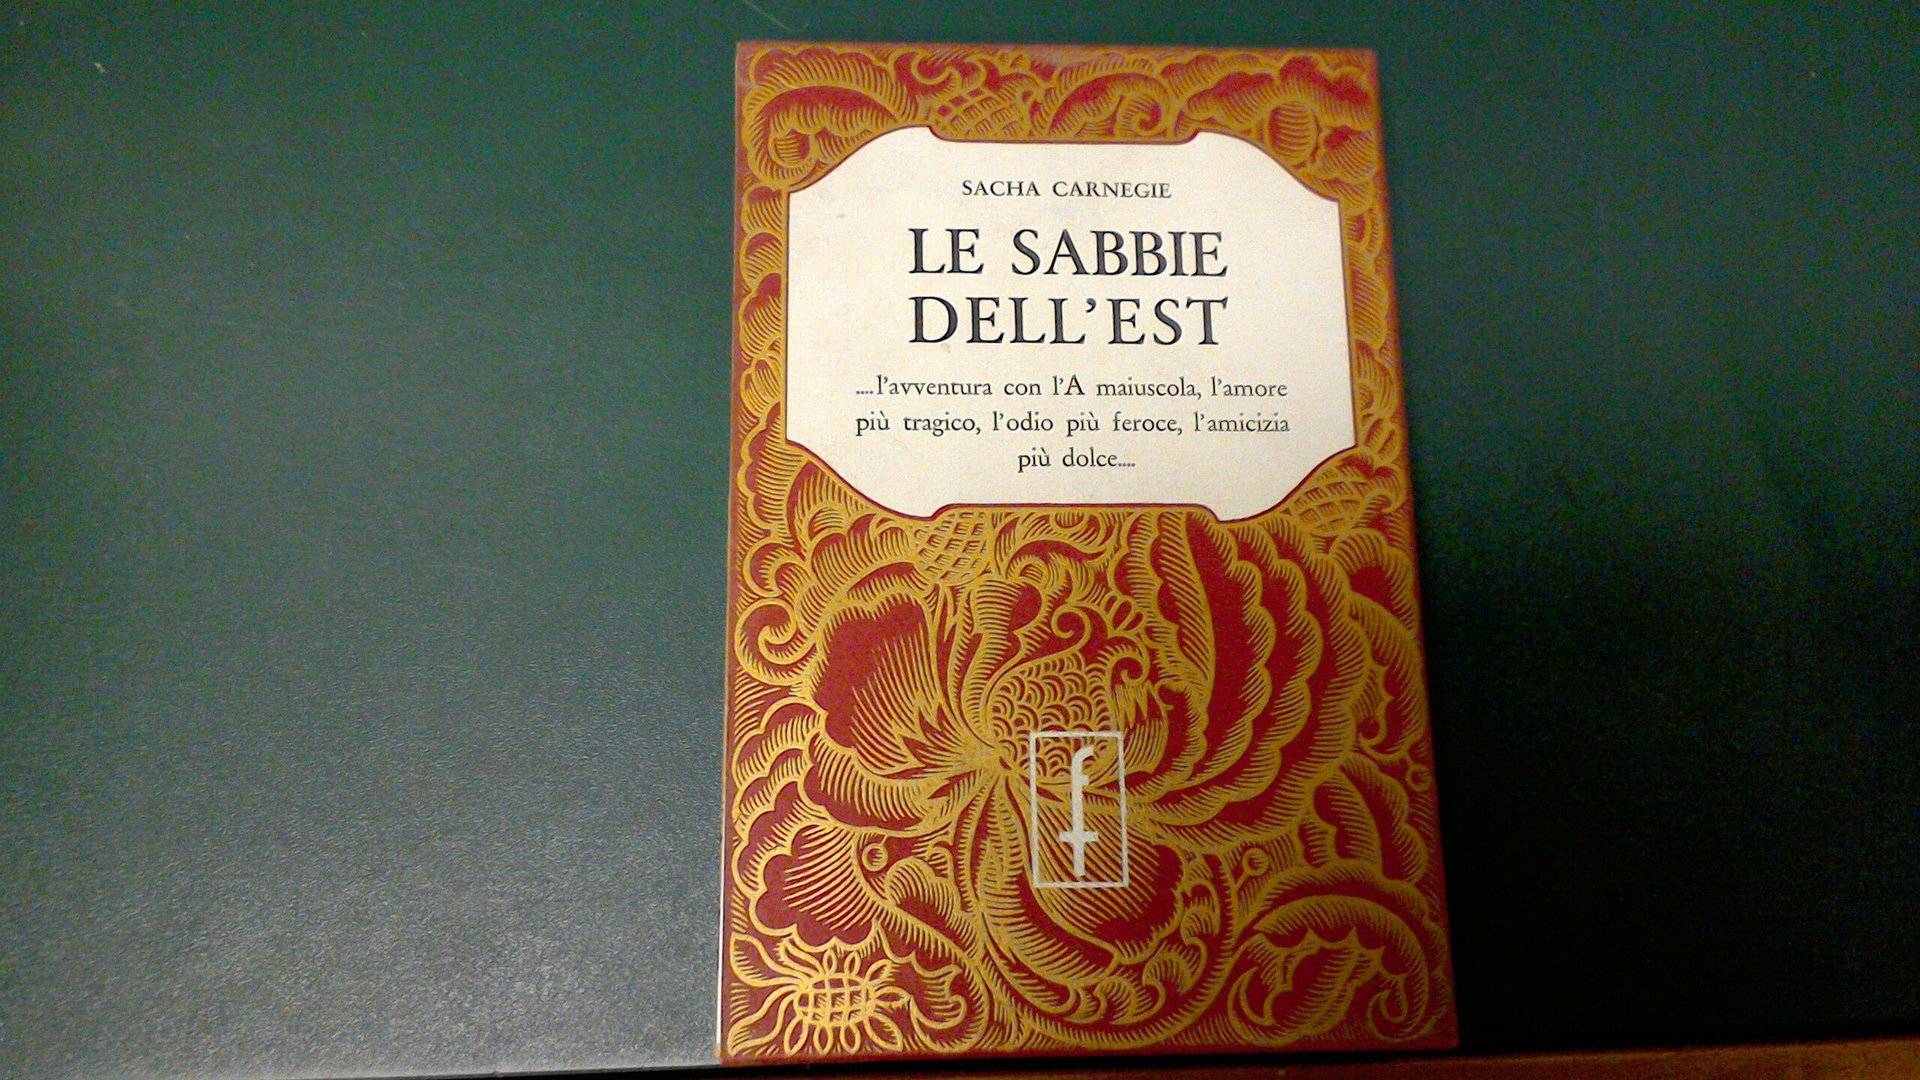 SACHA CARNEGIE
LE SABBIE
DELL'EST
....l'avventura con l'A maiuscola, l'amore
più tragico, l'odio più feroce, l'amicizia
più dolce....
f